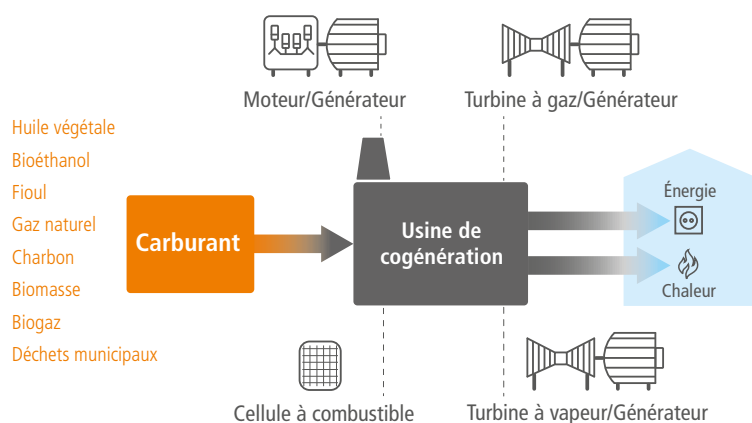 Moteur/Générateur
Turbine à gaz/Générateur
Huile végétale
Bioéthanol
Fioul
Gaz naturel
Charbon
Biomasse
Biogaz
Déchets municipaux
Carburant
Usine de
cogénération
Énergie
Chaleur
Cellule à combustible
Turbine à vapeur/Générateur